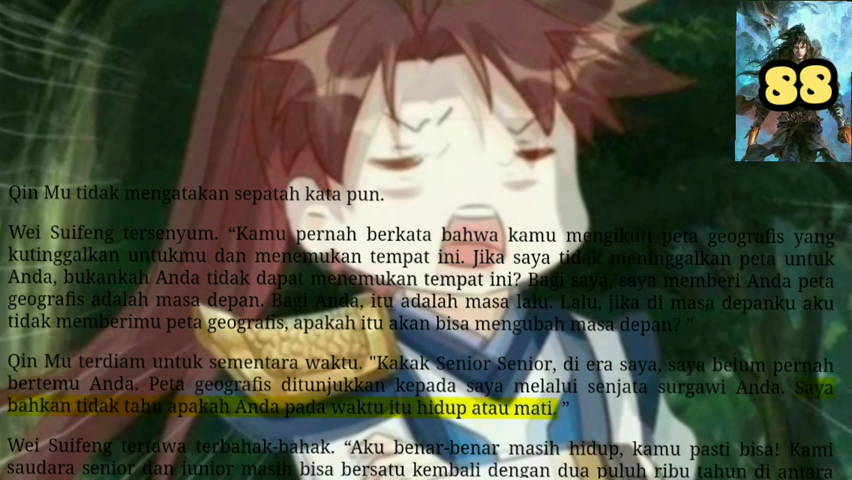 88
Qin Mu tidak mengatakan sepatah kata pun.
Wei Suifeng tersenyum. “Kamu pernah berkata bahwa kamu mengikuti peta geografis yang
kutinggalkan untukmu dan menemukan tempat ini. Jika saya tidak meninggalkan peta untuk
Anda, bukankah Anda tidak dapat menemukan tempat ini? Bagi saya, saya memberi Anda peta
geografis adalah masa depan. Bagi Anda, itu adalah masa lalu. Lalu, jika di masa depanku aku
tidak memberimu peta geografis, apakah itu akan bisa mengubah masa depan? ”
Qin Mu terdiam untuk sementara waktu. "Kakak Senior Senior, di era saya, saya belum pernah
bertemu Anda. Peta geografis ditunjukkan kepada saya melalui senjata surgawi Anda. Saya
bahkan tidak tahu apakah Anda pada waktu itu hidup atau mati. ”
Wei Suifeng tertawa terbahak-bahak. “Aku benar-benar masih hidup, kamu pasti bisa! Kami
saudara senior dan junior masih bisa bersatu kembali dengan dua puluh ribu tahun di antara